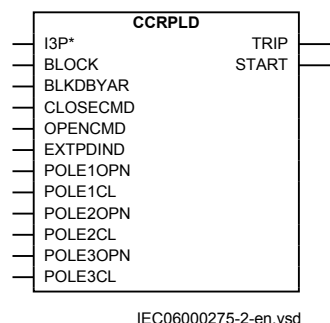 CCRPLD
I3P* TRIP
BLOCK START
BLKDBYAR
CLOSECMD
OPENCMD
EXTPDIND
POLE1OPN
POLE1CL
POLE2OPN
POLE2CL
POLE3OPN
POLE3CL
IEC06000275-2-en.vsd